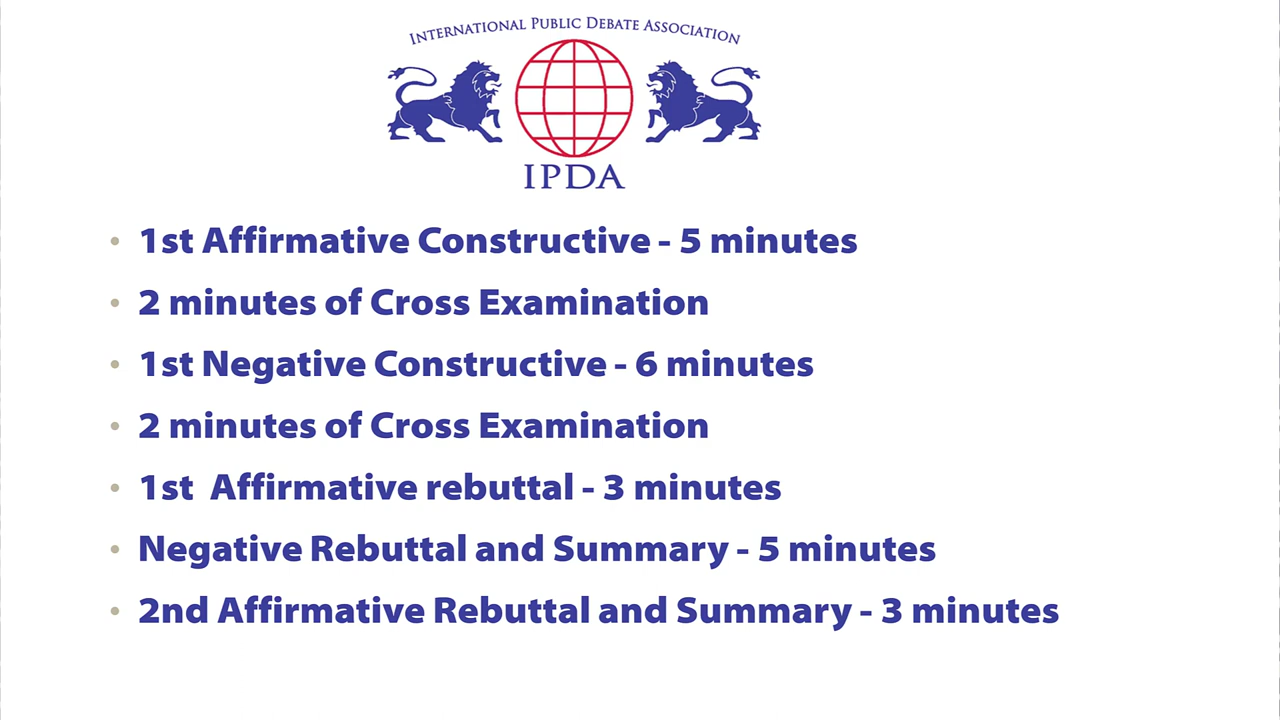 INTERNATIONAL PUBLIC DEBATE ASSOCIATION
IPDA
• 1st Affirmative Constructive - 5 minutes
• 2 minutes of Cross Examination
• 1st Negative Constructive - 6 minutes
• 2 minutes of Cross Examination
• 1st  Affirmative rebuttal - 3 minutes
• Negative Rebuttal and Summary - 5 minutes
• 2nd Affirmative Rebuttal and Summary - 3 minutes